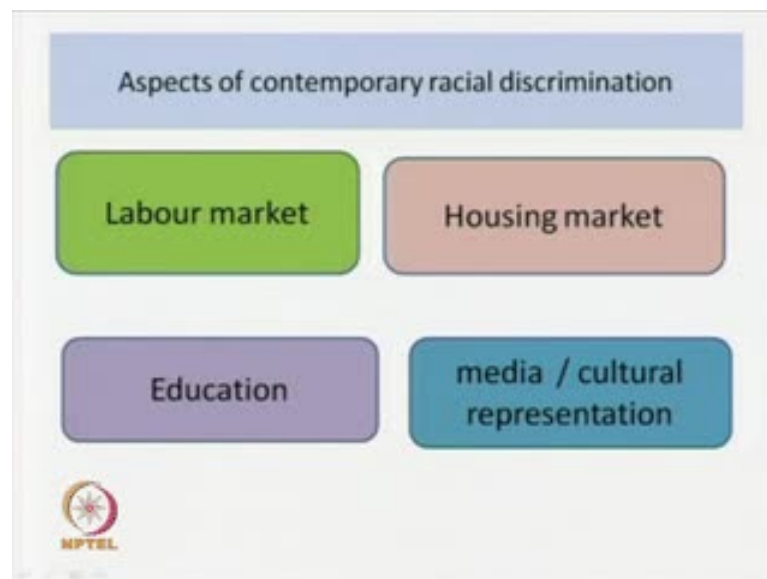 Aspects of contemporary racial discrimination
Labour market
Housing market
Education
media / cultural
representation
NPTEL